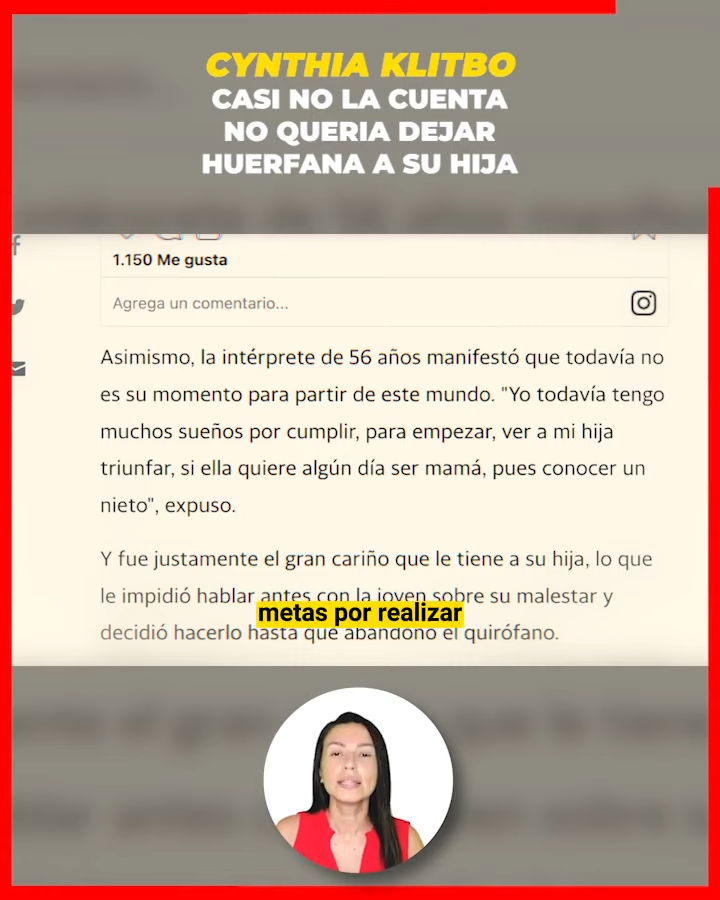 CYNTHIA KLITBO
CASI NO LA CUENTA
NO QUERIA DEJAR
HUERFANA A SU HIJA
1.150 Me gusta
Agrega un comentario...
Asimismo, la intérprete de 56 años manifestó que todavía no
es su momento para partir de este mundo. "Yo todavía tengo
muchos sueños por cumplir, para empezar, ver a mi hija
triunfar, si ella quiere algún día ser mamá, pues conocer un
nieto", expuso.
Y fue justamente el gran cariño que le tiene a su hija, lo que
le impidió hablar antes con la joven sobre su malestar y
metas por realizar
decidió hacerlo hasta que abandonó el quirófano.